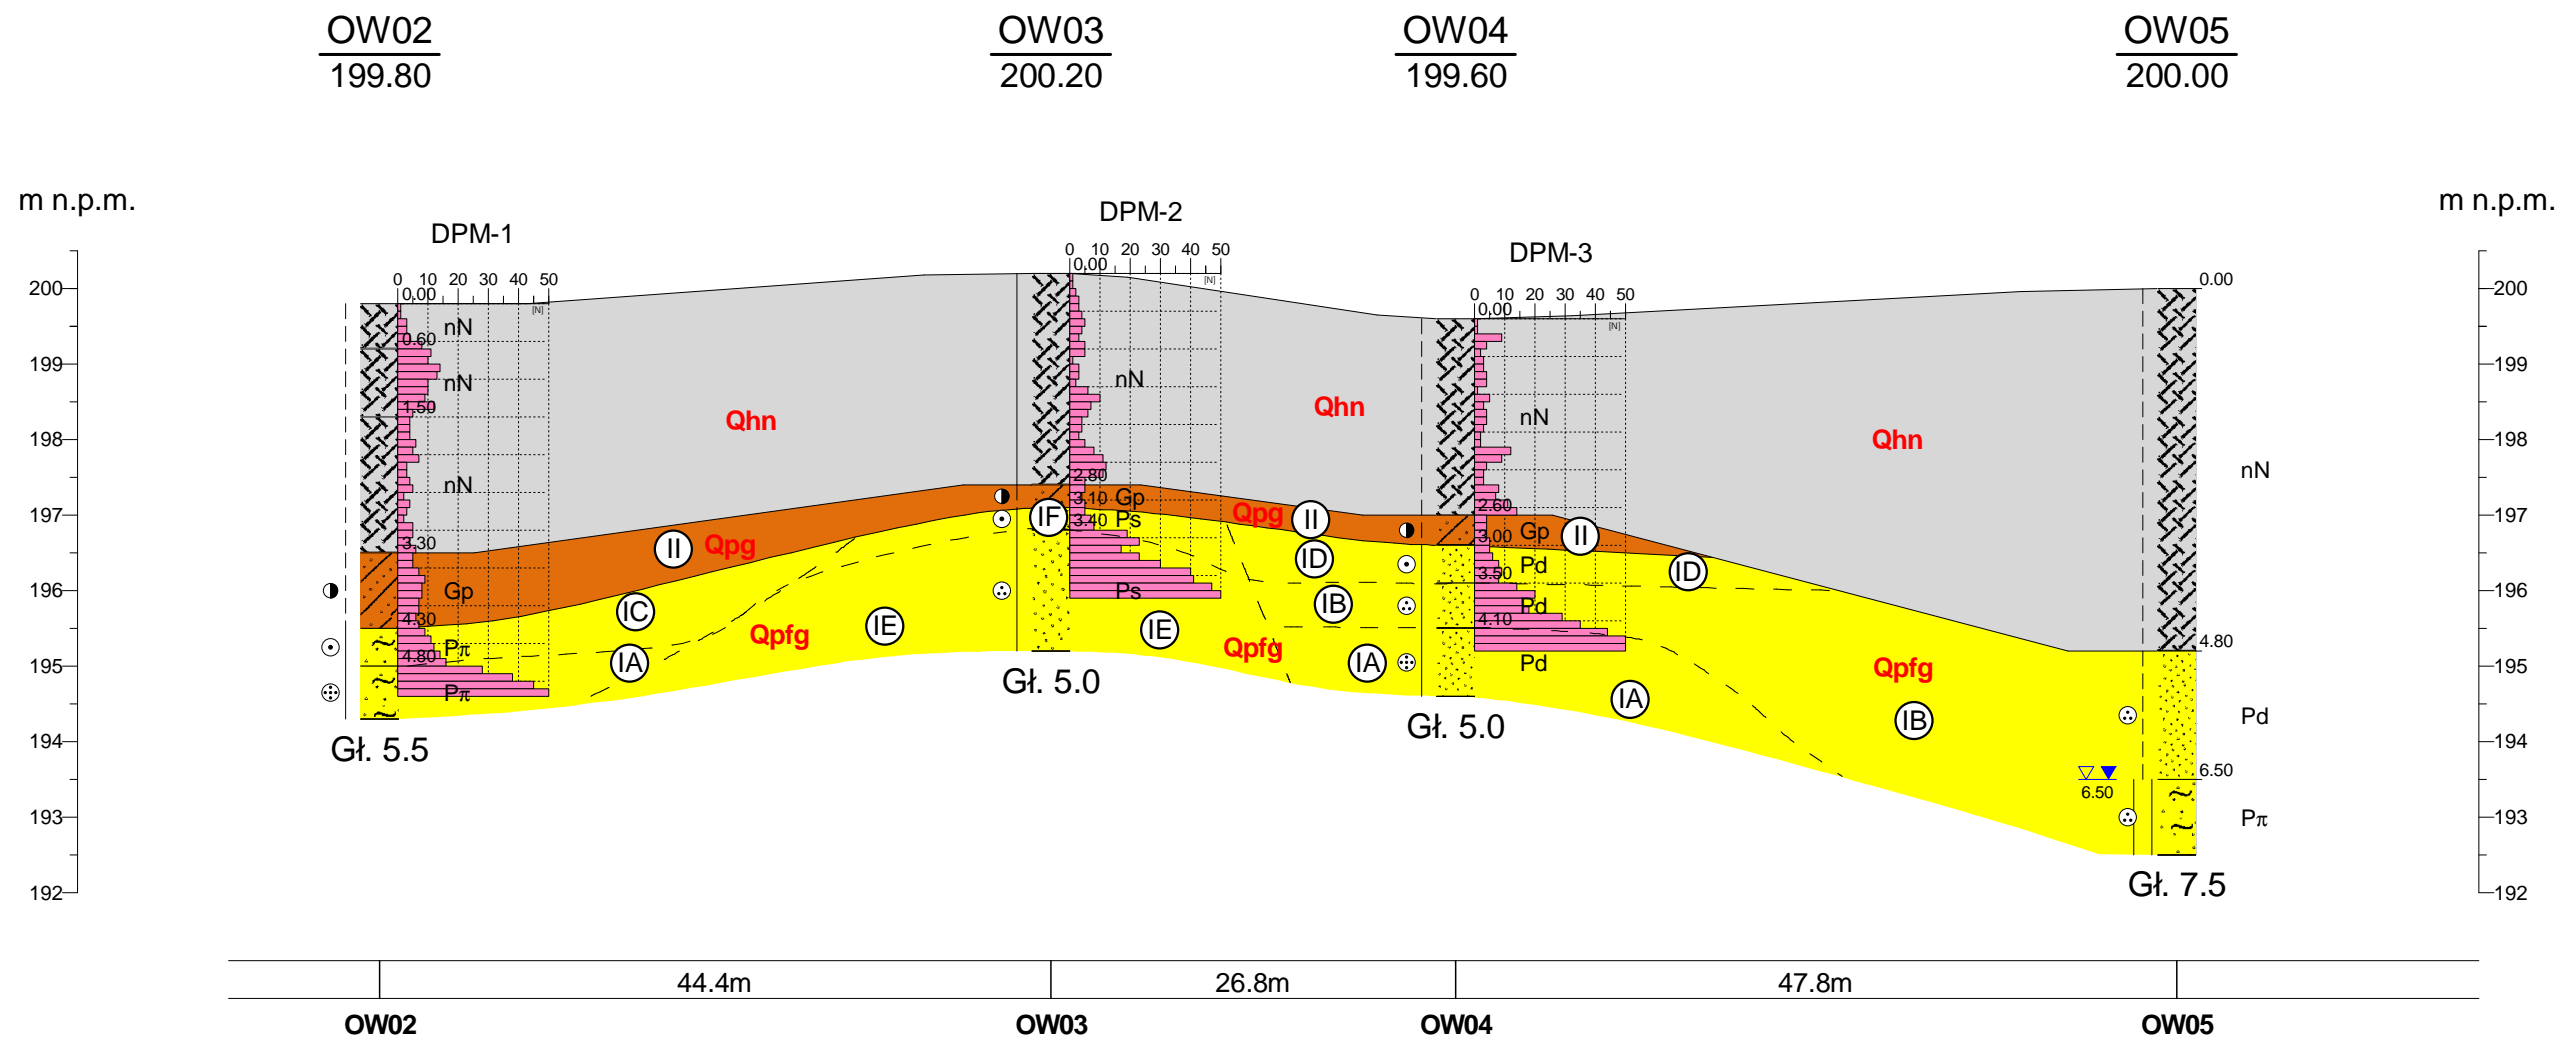 OW02 OW03 OW04 OW05
199.80 200.20 199.60 200.00
m n.p.m. m n.p.m.
DPM-1
0 10 20 30 40 50
0.00
[N]
nN
0.60
nN
1.50
nN
3.30
Gp
4.30
Pπ
4.80
Pπ
Gł. 5.5
DPM-2
0 10 20 30 40 50
0.00
[N]
nN
2.80
3.10 Gp
3.40 Ps
Ps
Gł. 5.0
DPM-3
0 10 20 30 40 50
0.00
[N]
nN
2.60
Gp
3.00
Pd
3.50
Pd
4.10
Pd
Gł. 5.0
0.00
nN
4.80
Pd
6.50
6.50
Pπ
Gł. 7.5
200 200
199 199
198 198
197 197
196 196
195 195
194 194
193 193
192 192
Qhn Qhn Qhn
II Qpg Qpg II II
IF
IC ID ID
IB
IA Qpfg IE IE Qpfg IA Qpfg
IA IB
44.4m 26.8m 47.8m
OW02 OW03 OW04 OW05